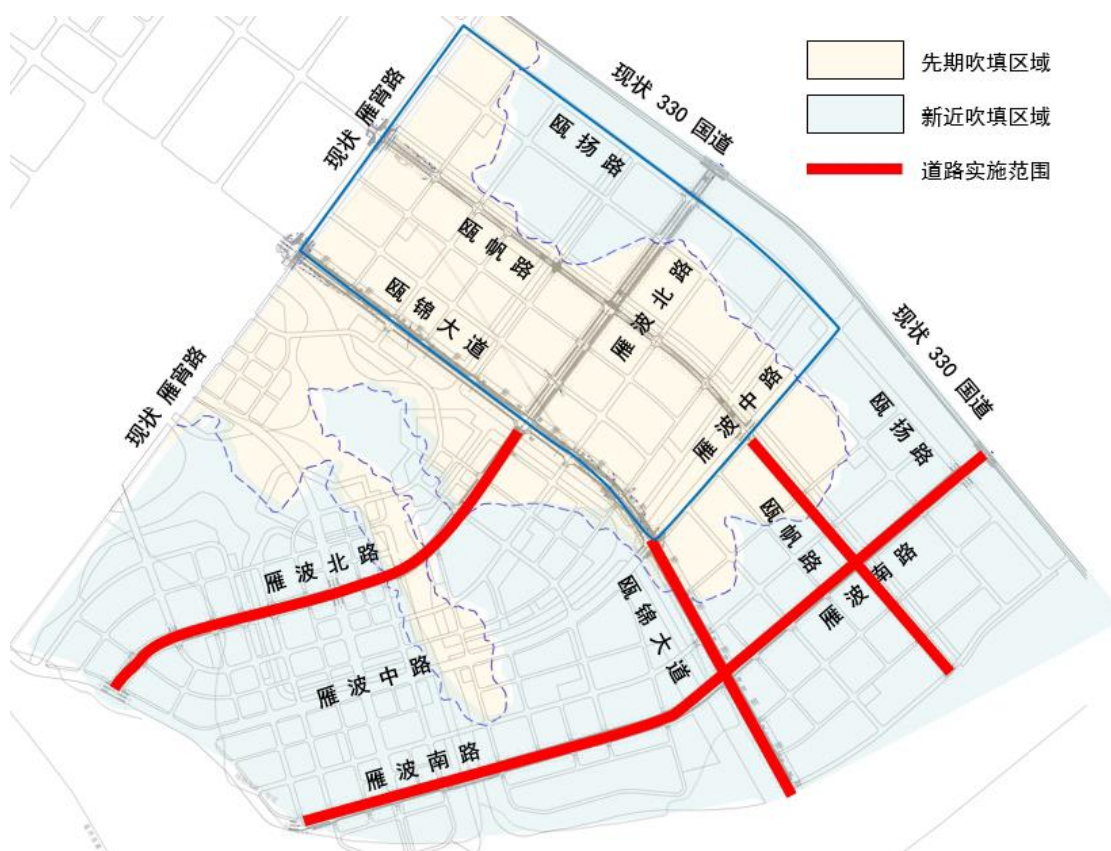 先期吹填区域
新近吹填区域
道路实施范围
现状 330 国道
现状 雁宵路
瓯扬路
瓯帆路
瓯锦大道
雁波北路
雁波中路
现状 330 国道
现状 雁宵路
瓯扬路
瓯帆路
雁波南路
雁波北路
瓯锦大道
雁波中路
雁波南路